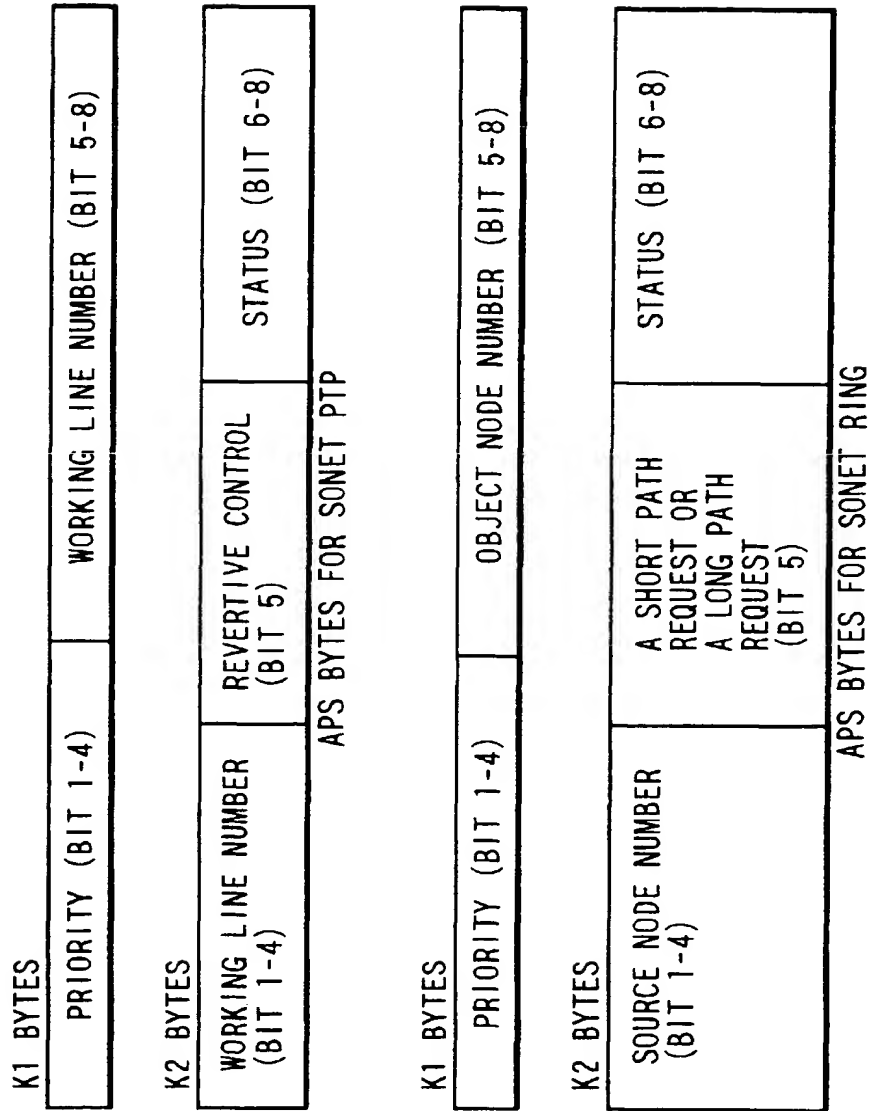 K1 BYTES
PRIORITY (BIT 1-4)
WORKING LINE NUMBER (BIT 5-8)
K2 BYTES
WORKING LINE NUMBER
(BIT 1-4)
REVERTIVE CONTROL
(BIT 5)
STATUS (BIT 6-8)
APS BYTES FOR SONET PTP
K1 BYTES
PRIORITY (BIT 1-4)
OBJECT NODE NUMBER (BIT 5-8)
K2 BYTES
SOURCE NODE NUMBER
(BIT 1-4)
A SHORT PATH
REQUEST OR
A LONG PATH
REQUEST
(BIT 5)
STATUS (BIT 6-8)
APS BYTES FOR SONET RING